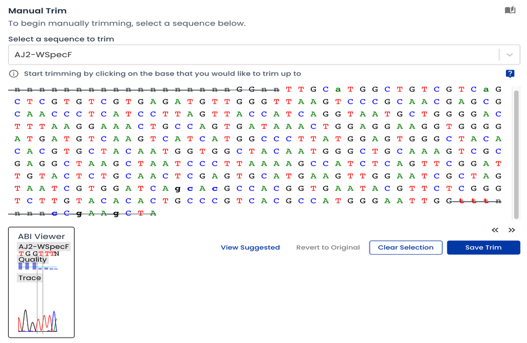 Manual Trim
To begin manually trimming, select a sequence below.
Select a sequence to trim
AJ2-WSpecF
Start trimming by clicking on the base that you would like to trim up to
n n n n n n n n n n n n n n n n n n G G n n T T G C a T G G C T G T C G T C a G
C T C G T G T C G T G A G A T G T T G G G T T A A G T C C C G C A A C G A G C G
C A A C C C T C A T C C T T A G T T A C C A T C A G G T A A T G C T G G G G A C
T T T A A G G A A A C T G C C A G T G A T A A A C T G G A G G A A G G T G G G G
A T G A T G T C A A G T C A T C A T G G C C C T T A T G G A G T G G G C T A C A
C A C G T G C T A C A A T G G T G G C T A C A A T G G G C T G C A A A G T C G C
G A G G C T A A G C T A A T C C C T T A A A A G C C A T C T C A G T T C G G A T
T G T A C T C T G C A A C T C G A G T G C A T G A A G T T G G A A T C G C T A G
T A A T C G T G G A T C A g c A c G C C A C G G T G A A T A C G T T C T C G G G
T C T T G T A C A C A C T G C C C G T C A C G C C A T G G G A A T T G G t t t n
n n n c C g A A g C T A
ABI Viewer
AJ2-WSpecF
T G G T T T N
Quality
Trace
View Suggested
Revert to Original
Clear Selection
Save Trim